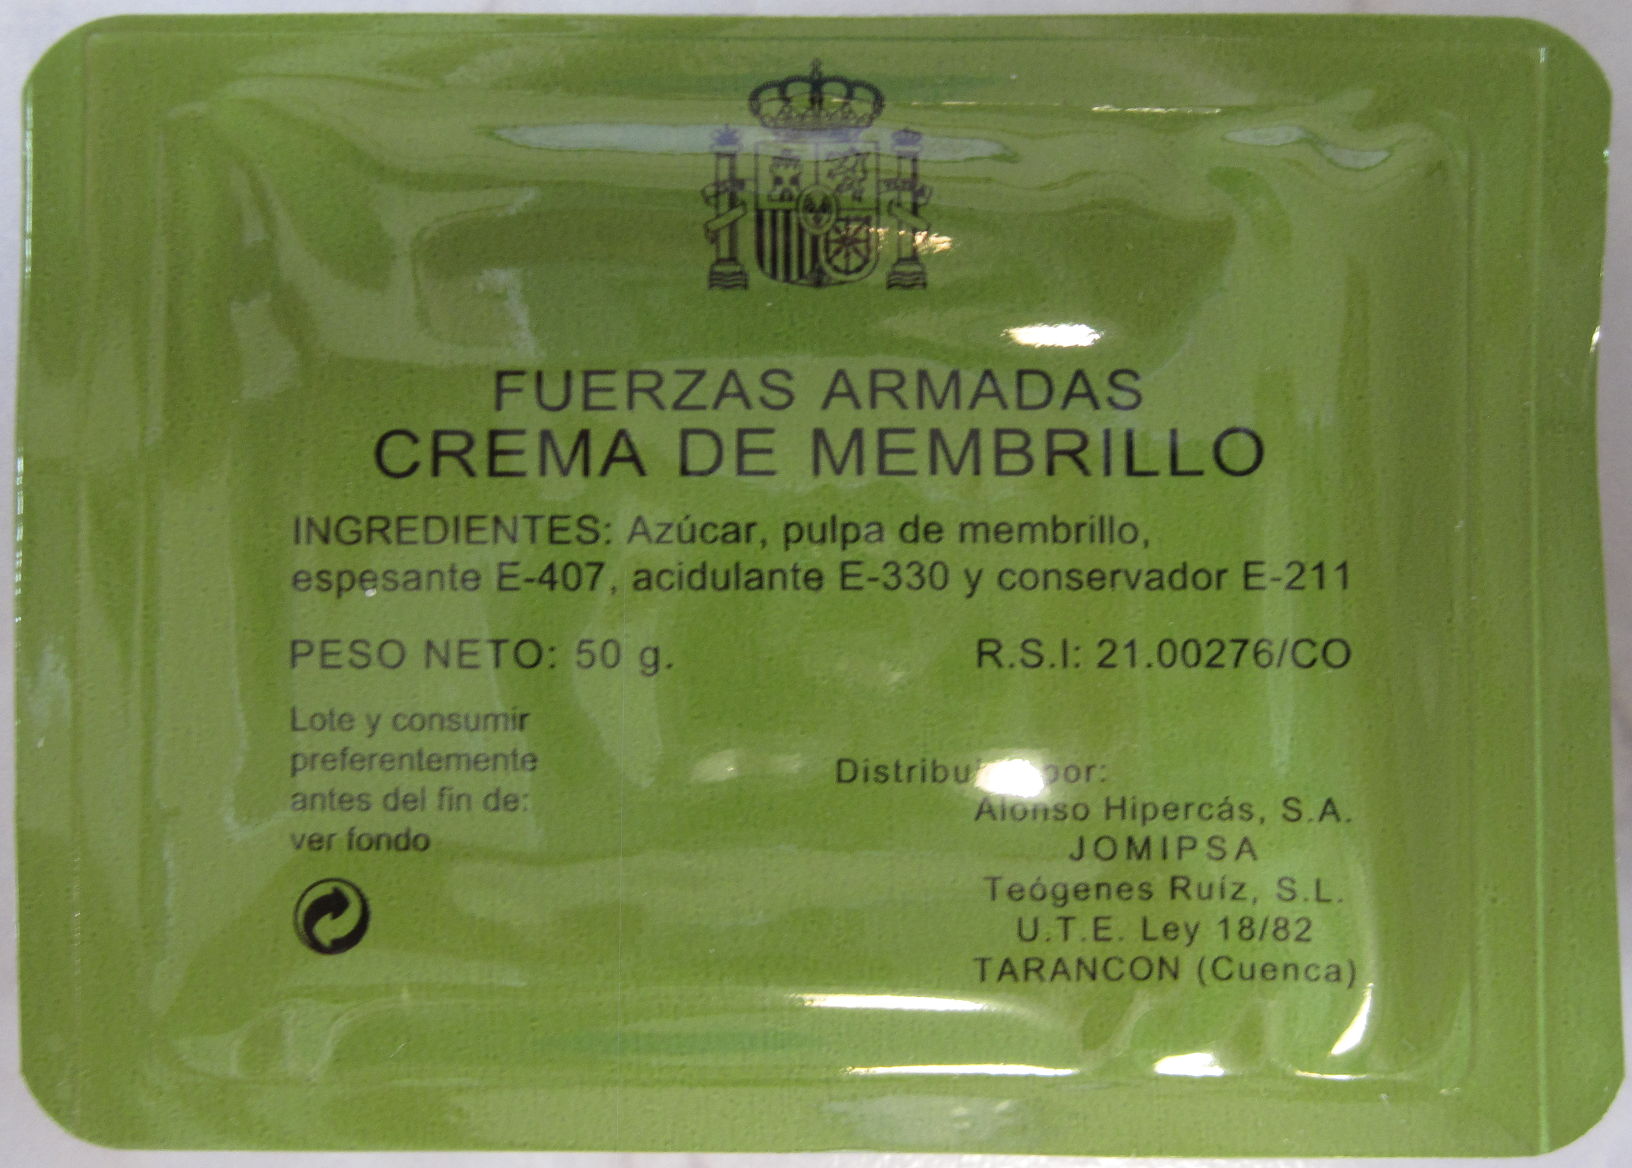 FUERZAS ARMADAS
CREMA DE MEMBRILLO
INGREDIENTES: Azúcar, pulpa de membrillo,
espesante E-407, acidulante E-330 y conservador E-211
PESO NETO: 50 g.
R.S.I: 21.00276/CO
Lote y consumir
preferentemente
antes del fin de:
ver fondo
por:
Alonso Hipercás, S.A.
JOMIPSA
Teógenes Ruíz, S.L.
U.T.E. Ley 18/82
TARANCON (Cuenca)